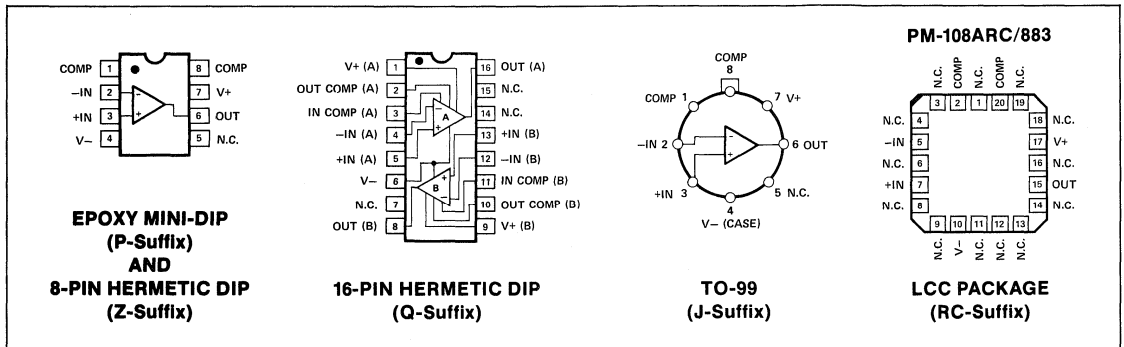 PM-108ARC/883
COMP 1
8 COMP
−IN 2
7 V+
+IN 3
6 OUT
V− 4
5 N.C.
- +
EPOXY MINI-DIP
(P-Suffix)
AND
8-PIN HERMETIC DIP
(Z-Suffix)
V+ (A) 1
16 OUT (A)
OUT COMP (A) 2
15 N.C.
IN COMP (A) 3
14 N.C.
−IN (A) 4
13 +IN (B)
+IN (A) 5
12 −IN (B)
V− 6
11 IN COMP (B)
N.C. 7
10 OUT COMP (B)
OUT (B) 8
9 V+ (B)
− + A
B + −
16-PIN HERMETIC DIP
(Q-Suffix)
COMP
8
COMP 1
7 V+
−IN 2
6 OUT
+IN 3
5 N.C.
4
V− (CASE)
− +
TO-99
(J-Suffix)
N.C. COMP N.C. COMP N.C.
3 2 1 20 19
N.C. 4
18 N.C.
−IN 5
17 V+
N.C. 6
16 N.C.
+IN 7
15 OUT
N.C. 8
14 N.C.
9 10 11 12 13
N.C. V− N.C. N.C. N.C.
LCC PACKAGE
(RC-Suffix)